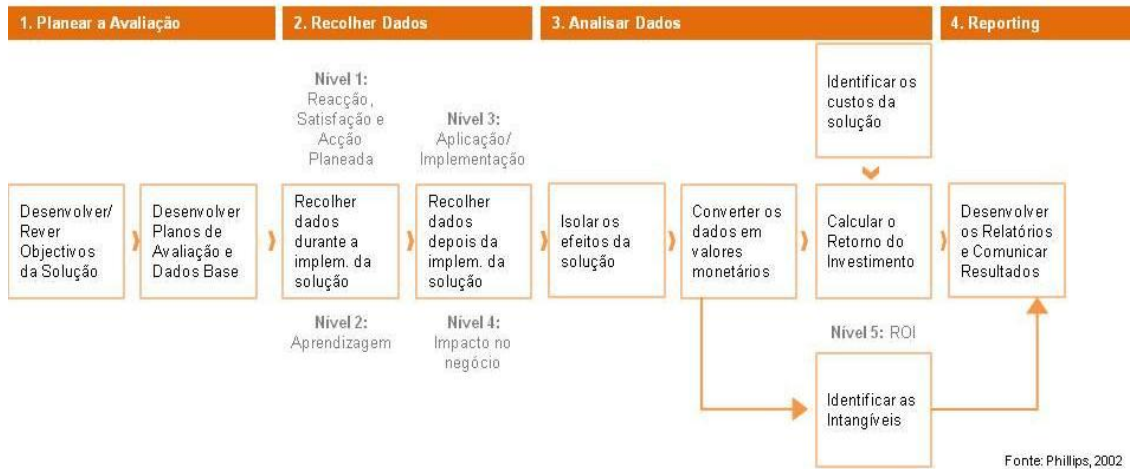 1. Planear a Avaliação
2. Recolher Dados
3. Analisar Dados
4. Reporting
Nível 1:
Reacção,
Satisfação e
Acção
Planeada
Nível 3:
Aplicação/
Implementação
Identificar os
custos da
solução
Desenvolver/
Rever
Objectivos
da Solução
Desenvolver
Planos de
Avaliação e
Dados Base
Recolher
dados
durante a
implem. da
solução
Recolher
dados
depois da
implem. da
solução
Isolar os
efeitos da
solução
Converter os
dados em
valores
monetários
Calcular o
Retorno do
Investimento
Desenvolver
os Relatórios
e Comunicar
Resultados
Nível 2:
Aprendizagem
Nível 4:
Impacto no
negócio
Nível 5: ROI
Identificar as
Intangíveis
Fonte: Phillips, 2002